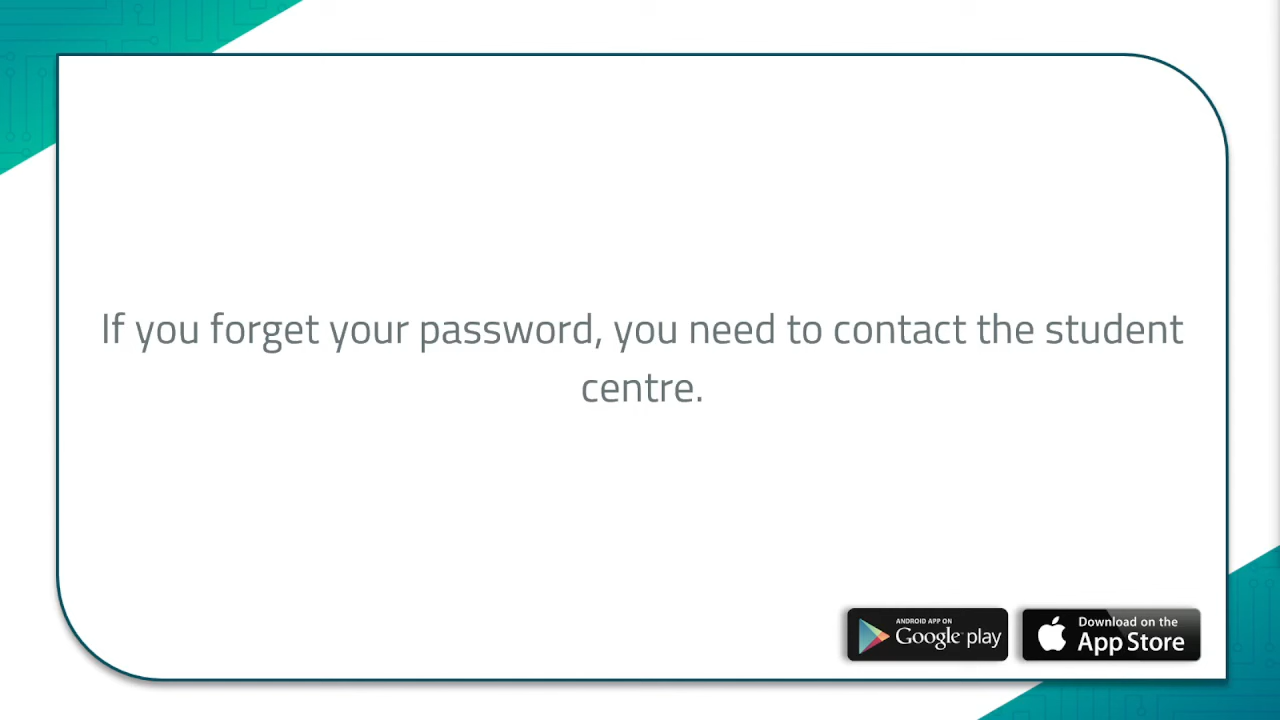 If you forget your password, you need to contact the student
centre.
ANDROID APP ON
Google play
Download on the
App Store